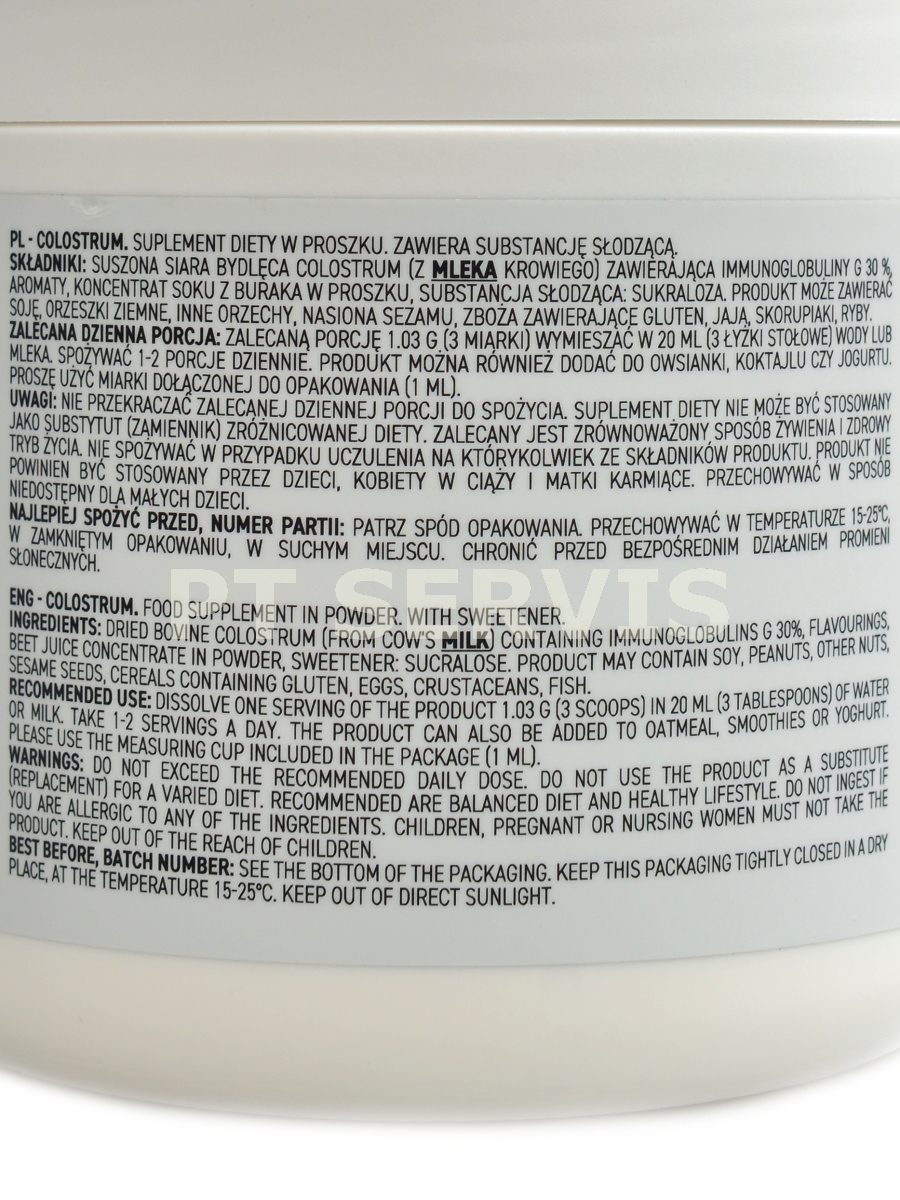 PL - COLOSTRUM. SUPLEMENT DIETY W PROSZKU. ZAWIERA SUBSTANCJĘ SŁODZĄCĄ.
SKŁADNIKI: SUSZONA SIARA BYDLĘCA COLOSTRUM (Z MLEKA KROWIEGO) ZAWIERAJĄCA IMMUNOGLOBULINY G 30 %,
AROMATY, KONCENTRAT SOKU Z BURAKA W PROSZKU, SUBSTANCJA SŁODZĄCA: SUKRALOZA. PRODUKT MOŻE ZAWIERAĆ
SOJĘ, ORZESZKI ZIEMNE, INNE ORZECHY, NASIONA SEZAMU, ZBOŻA ZAWIERAJĄCE GLUTEN, JAJA, SKORUPIAKI, RYBY.
ZALECANA DZIENNA PORCJA: ZALECANĄ PORCJĘ 1.03 G (3 MIARKI) WYMIESZAĆ W 20 ML (3 ŁYŻKI STOŁOWE) WODY LUB
MLEKA. SPOŻYWAĆ 1-2 PORCJE DZIENNIE. PRODUKT MOŻNA RÓWNIEŻ DODAĆ DO OWSIANKI, KOKTAJLU CZY JOGURTU.
PROSZĘ UŻYĆ MIARKI DOŁĄCZONEJ DO OPAKOWANIA (1 ML).
UWAGI: NIE PRZEKRACZAĆ ZALECANEJ DZIENNEJ PORCJI DO SPOŻYCIA. SUPLEMENT DIETY NIE MOŻE BYĆ STOSOWANY
JAKO SUBSTYTUT (ZAMIENNIK) ZRÓŻNICOWANEJ DIETY. ZALECANY JEST ZRÓWNOWAŻONY SPOSÓB ŻYWIENIA I ZDROWY
TRYB ŻYCIA. NIE SPOŻYWAĆ W PRZYPADKU UCZULENIA NA KTÓRYKOLWIEK ZE SKŁADNIKÓW PRODUKTU. PRODUKT NIE
POWINIEN BYĆ STOSOWANY PRZEZ DZIECI, KOBIETY W CIĄŻY I MATKI KARMIĄCE. PRZECHOWYWAĆ W SPOSÓB
NIEDOSTĘPNY DLA MAŁYCH DZIECI.
NAJLEPIEJ SPOŻYĆ PRZED, NUMER PARTII: PATRZ SPÓD OPAKOWANIA. PRZECHOWYWAĆ W TEMPERATURZE 15-25°C,
W ZAMKNIĘTYM OPAKOWANIU, W SUCHYM MIEJSCU. CHRONIĆ PRZED BEZPOŚREDNIM DZIAŁANIEM PROMIENI
SŁONECZNYCH.
PT SERVIS
ENG - COLOSTRUM. FOOD SUPPLEMENT IN POWDER. WITH SWEETENER.
INGREDIENTS: DRIED BOVINE COLOSTRUM (FROM COW'S MILK) CONTAINING IMMUNOGLOBULINS G 30%, FLAVOURINGS,
BEET JUICE CONCENTRATE IN POWDER, SWEETENER: SUCRALOSE. PRODUCT MAY CONTAIN SOY, PEANUTS, OTHER NUTS,
SESAME SEEDS, CEREALS CONTAINING GLUTEN, EGGS, CRUSTACEANS, FISH.
RECOMMENDED USE: DISSOLVE ONE SERVING OF THE PRODUCT 1.03 G (3 SCOOPS) IN 20 ML (3 TABLESPOONS) OF WATER
OR MILK. TAKE 1-2 SERVINGS A DAY. THE PRODUCT CAN ALSO BE ADDED TO OATMEAL, SMOOTHIES OR YOGHURT.
PLEASE USE THE MEASURING CUP INCLUDED IN THE PACKAGE (1 ML).
WARNINGS: DO NOT EXCEED THE RECOMMENDED DAILY DOSE. DO NOT USE THE PRODUCT AS A SUBSTITUTE
(REPLACEMENT) FOR A VARIED DIET. RECOMMENDED ARE BALANCED DIET AND HEALTHY LIFESTYLE. DO NOT INGEST IF
YOU ARE ALLERGIC TO ANY OF THE INGREDIENTS. CHILDREN, PREGNANT OR NURSING WOMEN MUST NOT TAKE THE
PRODUCT. KEEP OUT OF THE REACH OF CHILDREN.
BEST BEFORE, BATCH NUMBER: SEE THE BOTTOM OF THE PACKAGING. KEEP THIS PACKAGING TIGHTLY CLOSED IN A DRY
PLACE, AT THE TEMPERATURE 15-25°C. KEEP OUT OF DIRECT SUNLIGHT.